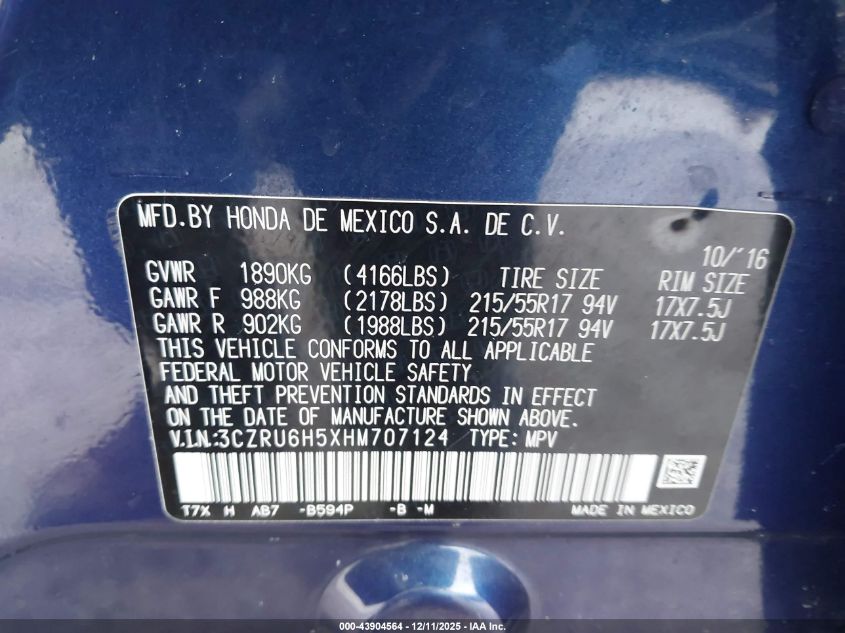 MFD.BY HONDA DE MEXICO S.A. DE C.V.
10/'16
GVWR 1890KG (4166LBS) TIRE SIZE RIM SIZE
GAWR F 988KG (2178LBS) 215/55R17 94V 17X7.5J
GAWR R 902KG (1988LBS) 215/55R17 94V 17X7.5J
THIS VEHICLE CONFORMS TO ALL APPLICABLE
FEDERAL MOTOR VEHICLE SAFETY
AND THEFT PREVENTION STANDARDS IN EFFECT
ON THE DATE OF MANUFACTURE SHOWN ABOVE.
V.I.N.:3CZRU6H5XHM707124 TYPE: MPV
T7X H AB7 -B594P -B -M MADE IN MEXICO
000-43904564 - 12/11/2025 - IAA Inc.